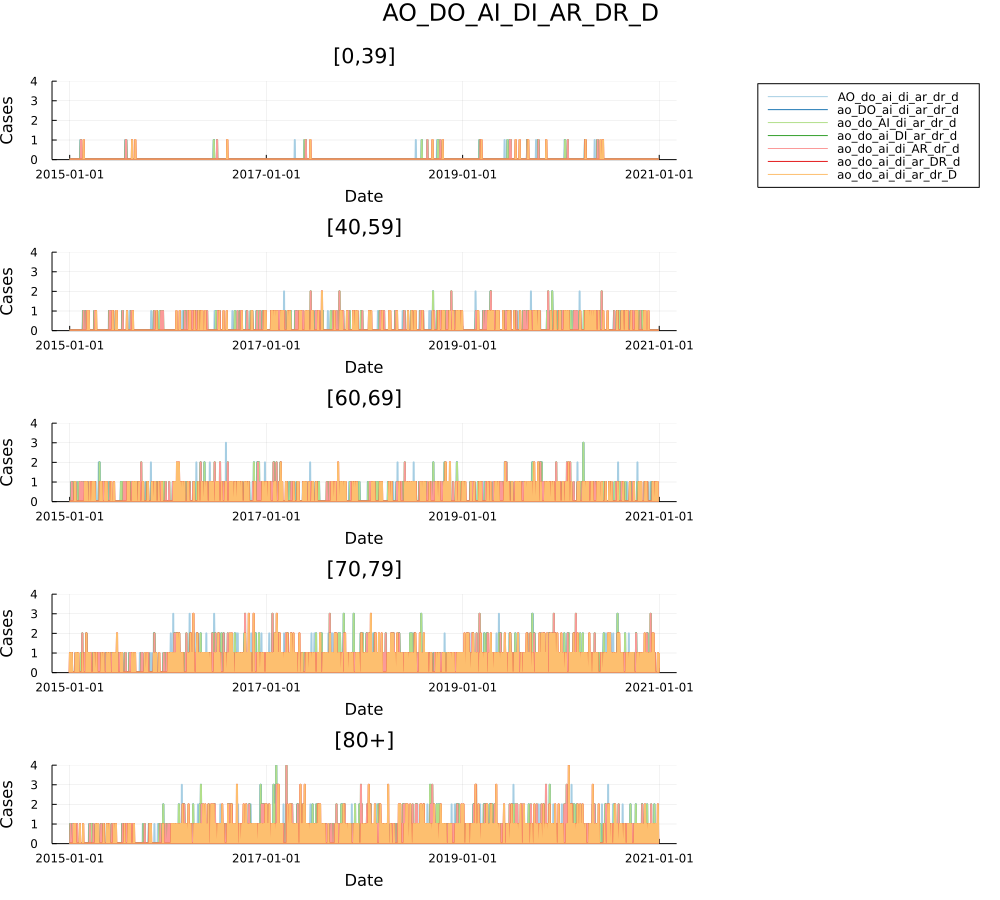 AO_DO_AI_DI_AR_DR_D
[0,39]
4
3
2
1
0
Cases
2015-01-01 2017-01-01 2019-01-01 2021-01-01
Date
AO_do_ai_di_ar_dr_d
ao_DO_ai_di_ar_dr_d
ao_do_AI_di_ar_dr_d
ao_do_ai_DI_ar_dr_d
ao_do_ai_di_AR_dr_d
ao_do_ai_di_ar_DR_d
ao_do_ai_di_ar_dr_D
[40,59]
4
3
2
1
0
Cases
2015-01-01 2017-01-01 2019-01-01 2021-01-01
Date
[60,69]
4
3
2
1
0
Cases
2015-01-01 2017-01-01 2019-01-01 2021-01-01
Date
[70,79]
4
3
2
1
0
Cases
2015-01-01 2017-01-01 2019-01-01 2021-01-01
Date
[80+]
4
3
2
1
0
Cases
2015-01-01 2017-01-01 2019-01-01 2021-01-01
Date